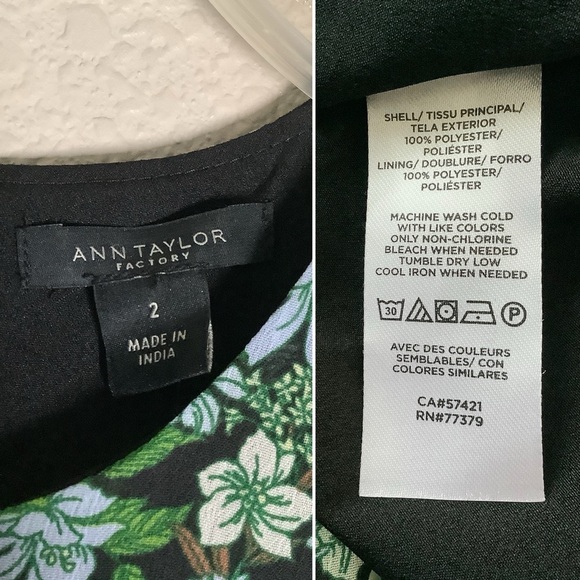 ANN TAYLOR
FACTORY
2
MADE IN
INDIA
SHELL/ TISSU PRINCIPAL/
TELA EXTERIOR
100% POLYESTER/
POLIÉSTER
LINING/ DOUBLURE/ FORRO
100% POLYESTER/
POLIÉSTER
MACHINE WASH COLD
WITH LIKE COLORS
ONLY NON-CHLORINE
BLEACH WHEN NEEDED
TUMBLE DRY LOW
COOL IRON WHEN NEEDED
30 P
AVEC DES COULEURS
SEMBLABLES/ CON
COLORES SIMILARES
CA#57421
RN#77379